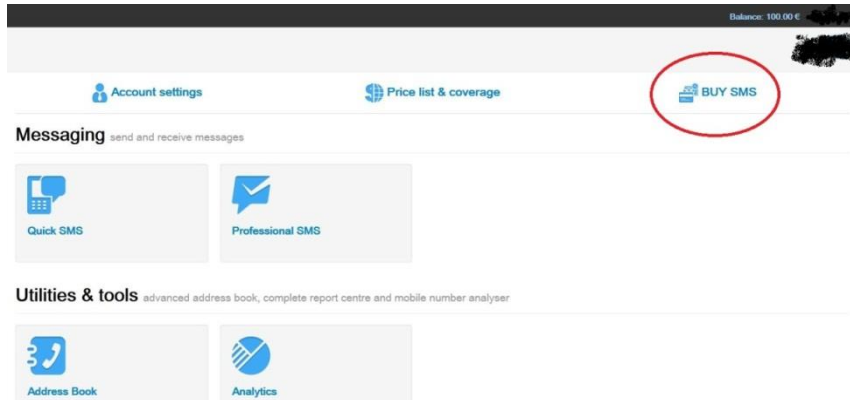 Balance: 100.00 €
Account settings
Price list & coverage
BUY SMS
Messaging send and receive messages
Quick SMS
Professional SMS
Utilities & tools advanced address book, complete report centre and mobile number analyser
Address Book
Analytics